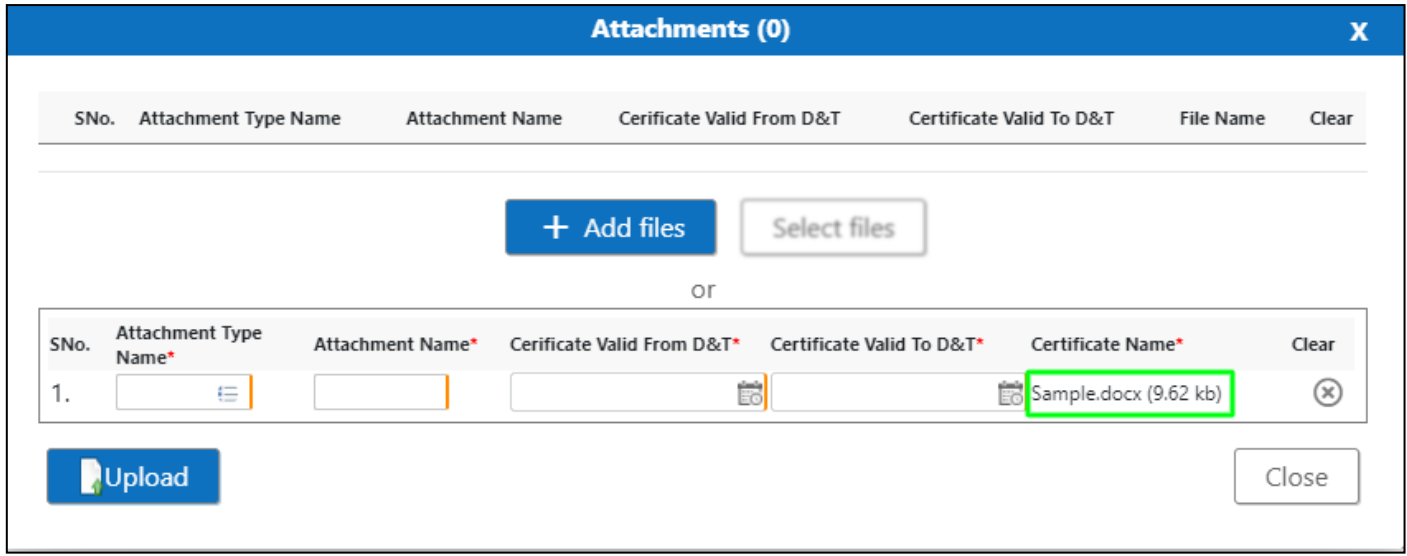 Attachments (0) X
SNo. Attachment Type Name Attachment Name Cerificate Valid From D&T Certificate Valid To D&T File Name Clear
+ Add files Select files
or
SNo. Attachment Type Name* Attachment Name* Cerificate Valid From D&T* Certificate Valid To D&T* Certificate Name* Clear
1. Sample.docx (9.62 kb)
Upload Close